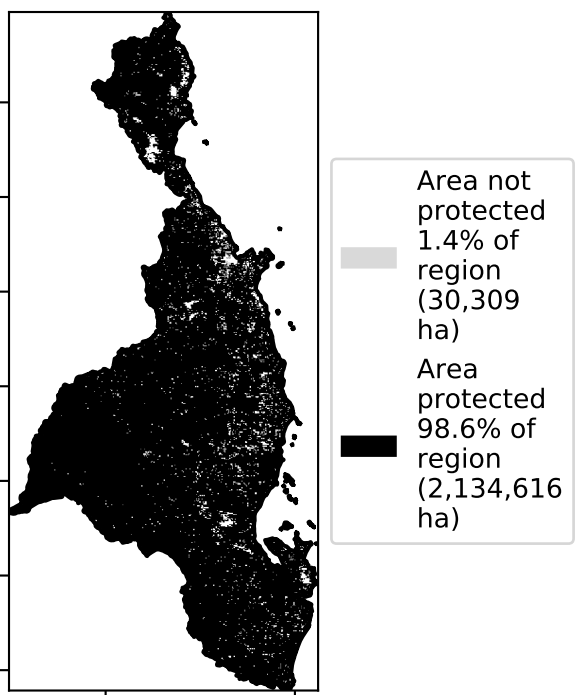 Area not
protected
1.4% of
region
(30,309
ha)
Area
protected
98.6% of
region
(2,134,616
ha)